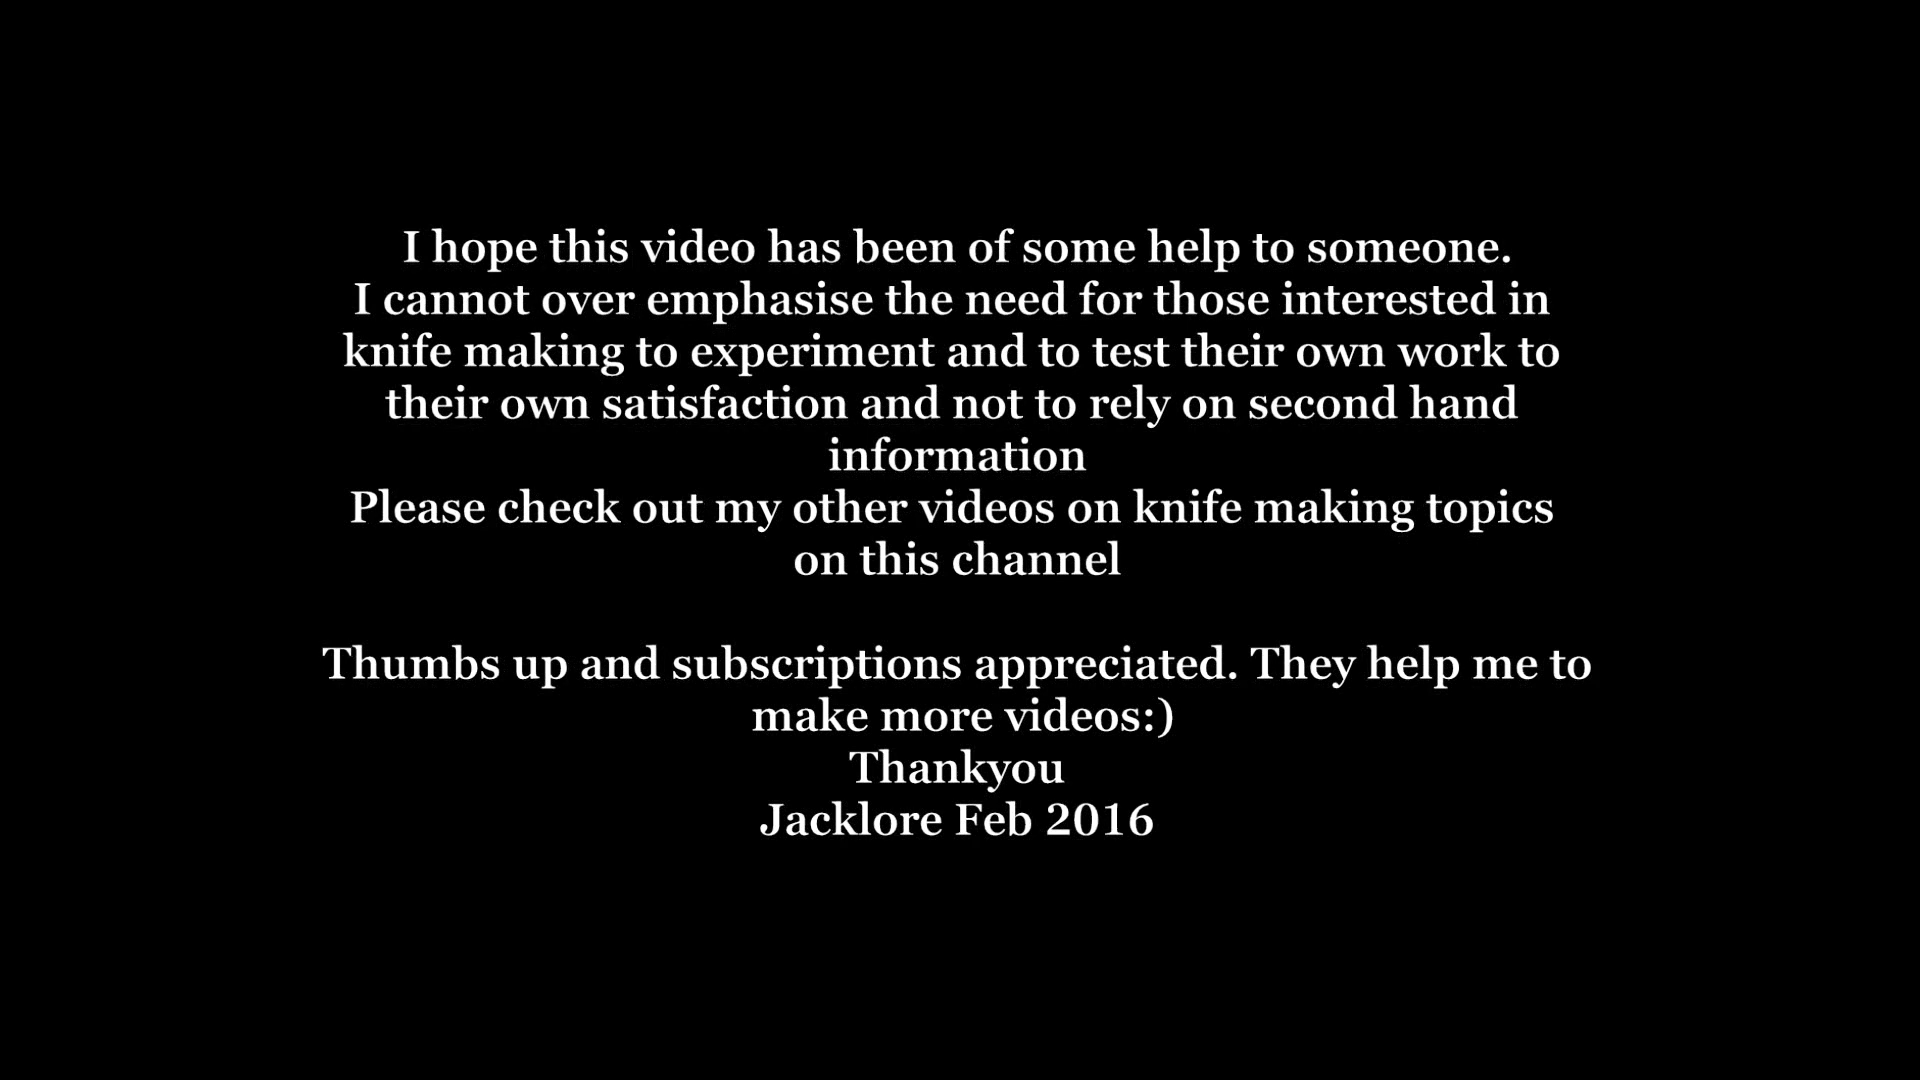 I hope this video has been of some help to someone.
I cannot over emphasise the need for those interested in
knife making to experiment and to test their own work to
their own satisfaction and not to rely on second hand
information
Please check out my other videos on knife making topics
on this channel
Thumbs up and subscriptions appreciated. They help me to
make more videos:)
Thankyou
Jacklore Feb 2016